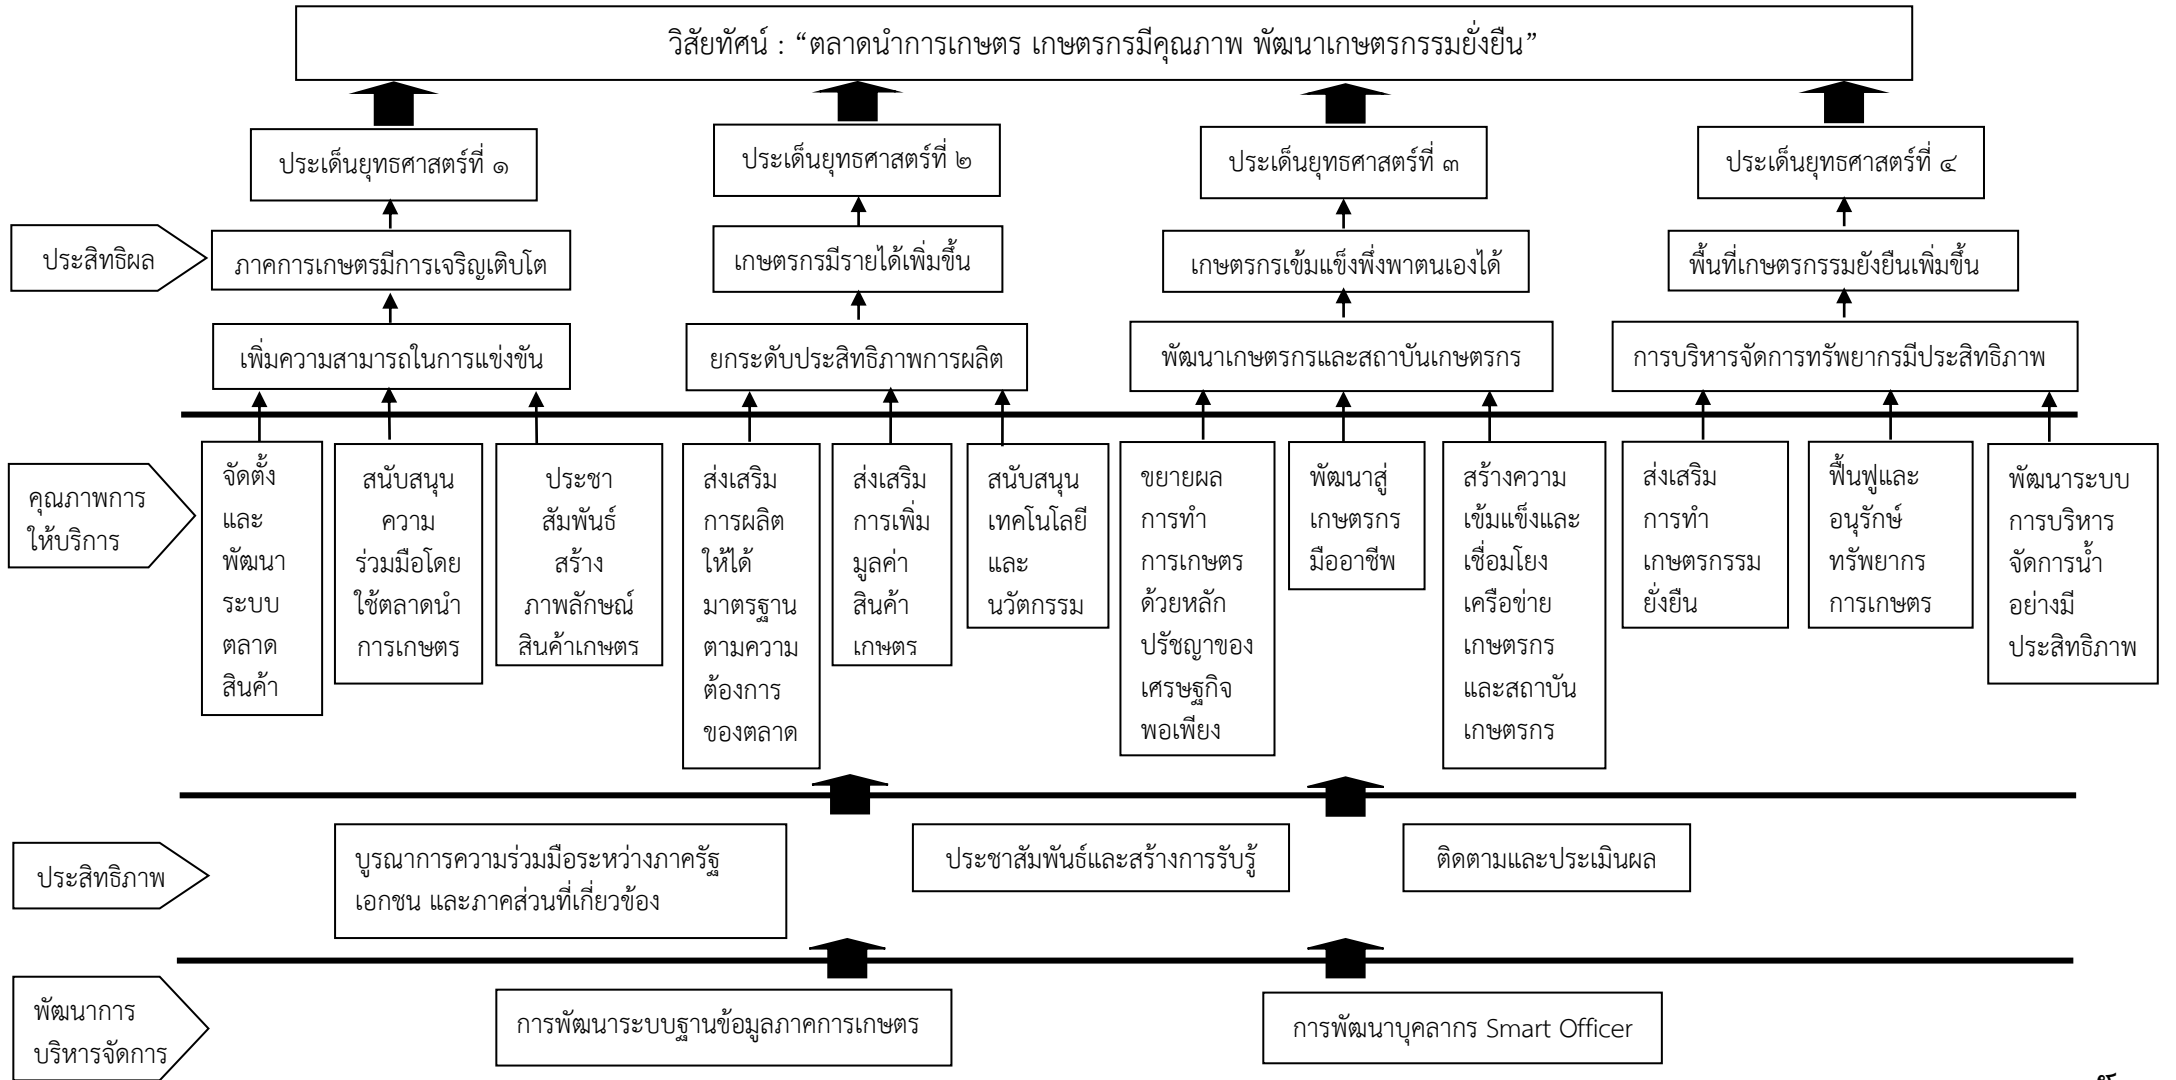 วิสัยทัศน์ : “ตลาดนำการเกษตร เกษตรกรมีคุณภาพ พัฒนาเกษตรกรรมยั่งยืน”
ประเด็นยุทธศาสตร์ที่ ๑
ประเด็นยุทธศาสตร์ที่ ๒
ประเด็นยุทธศาสตร์ที่ ๓
ประเด็นยุทธศาสตร์ที่ ๔
ประสิทธิผล
ภาคการเกษตรมีการเจริญเติบโต
เกษตรกรมีรายได้เพิ่มขึ้น
เกษตรกรเข้มแข็งพึ่งพาตนเองได้
พื้นที่เกษตรกรรมยังยืนเพิ่มขึ้น
เพิ่มความสามารถในการแข่งขัน
ยกระดับประสิทธิภาพการผลิต
พัฒนาเกษตรกรและสถาบันเกษตรกร
การบริหารจัดการทรัพยากรมีประสิทธิภาพ
คุณภาพการ
ให้บริการ
จัดตั้ง
และ
พัฒนา
ระบบ
ตลาด
สินค้า
สนับสนุน
ความ
ร่วมมือโดย
ใช้ตลาดนำ
การเกษตร
ประชา
สัมพันธ์
สร้าง
ภาพลักษณ์
สินค้าเกษตร
ส่งเสริม
การผลิต
ให้ได้
มาตรฐาน
ตามความ
ต้องการ
ของตลาด
ส่งเสริม
การเพิ่ม
มูลค่า
สินค้า
เกษตร
สนับสนุน
เทคโนโลยี
และ
นวัตกรรม
ขยายผล
การทำ
การเกษตร
ด้วยหลัก
ปรัชญาของ
เศรษฐกิจ
พอเพียง
พัฒนาสู่
เกษตรกร
มืออาชีพ
สร้างความ
เข้มแข็งและ
เชื่อมโยง
เครือข่าย
เกษตรกร
และสถาบัน
เกษตรกร
ส่งเสริม
การทำ
เกษตรกรรม
ยั่งยืน
ฟื้นฟูและ
อนุรักษ์
ทรัพยากร
การเกษตร
พัฒนาระบบ
การบริหาร
จัดการน้ำ
อย่างมี
ประสิทธิภาพ
ประสิทธิภาพ
บูรณาการความร่วมมือระหว่างภาครัฐ
เอกชน และภาคส่วนที่เกี่ยวข้อง
ประชาสัมพันธ์และสร้างการรับรู้
ติดตามและประเมินผล
พัฒนาการ
บริหารจัดการ
การพัฒนาระบบฐานข้อมูลภาคการเกษตร
การพัฒนาบุคลากร Smart Officer